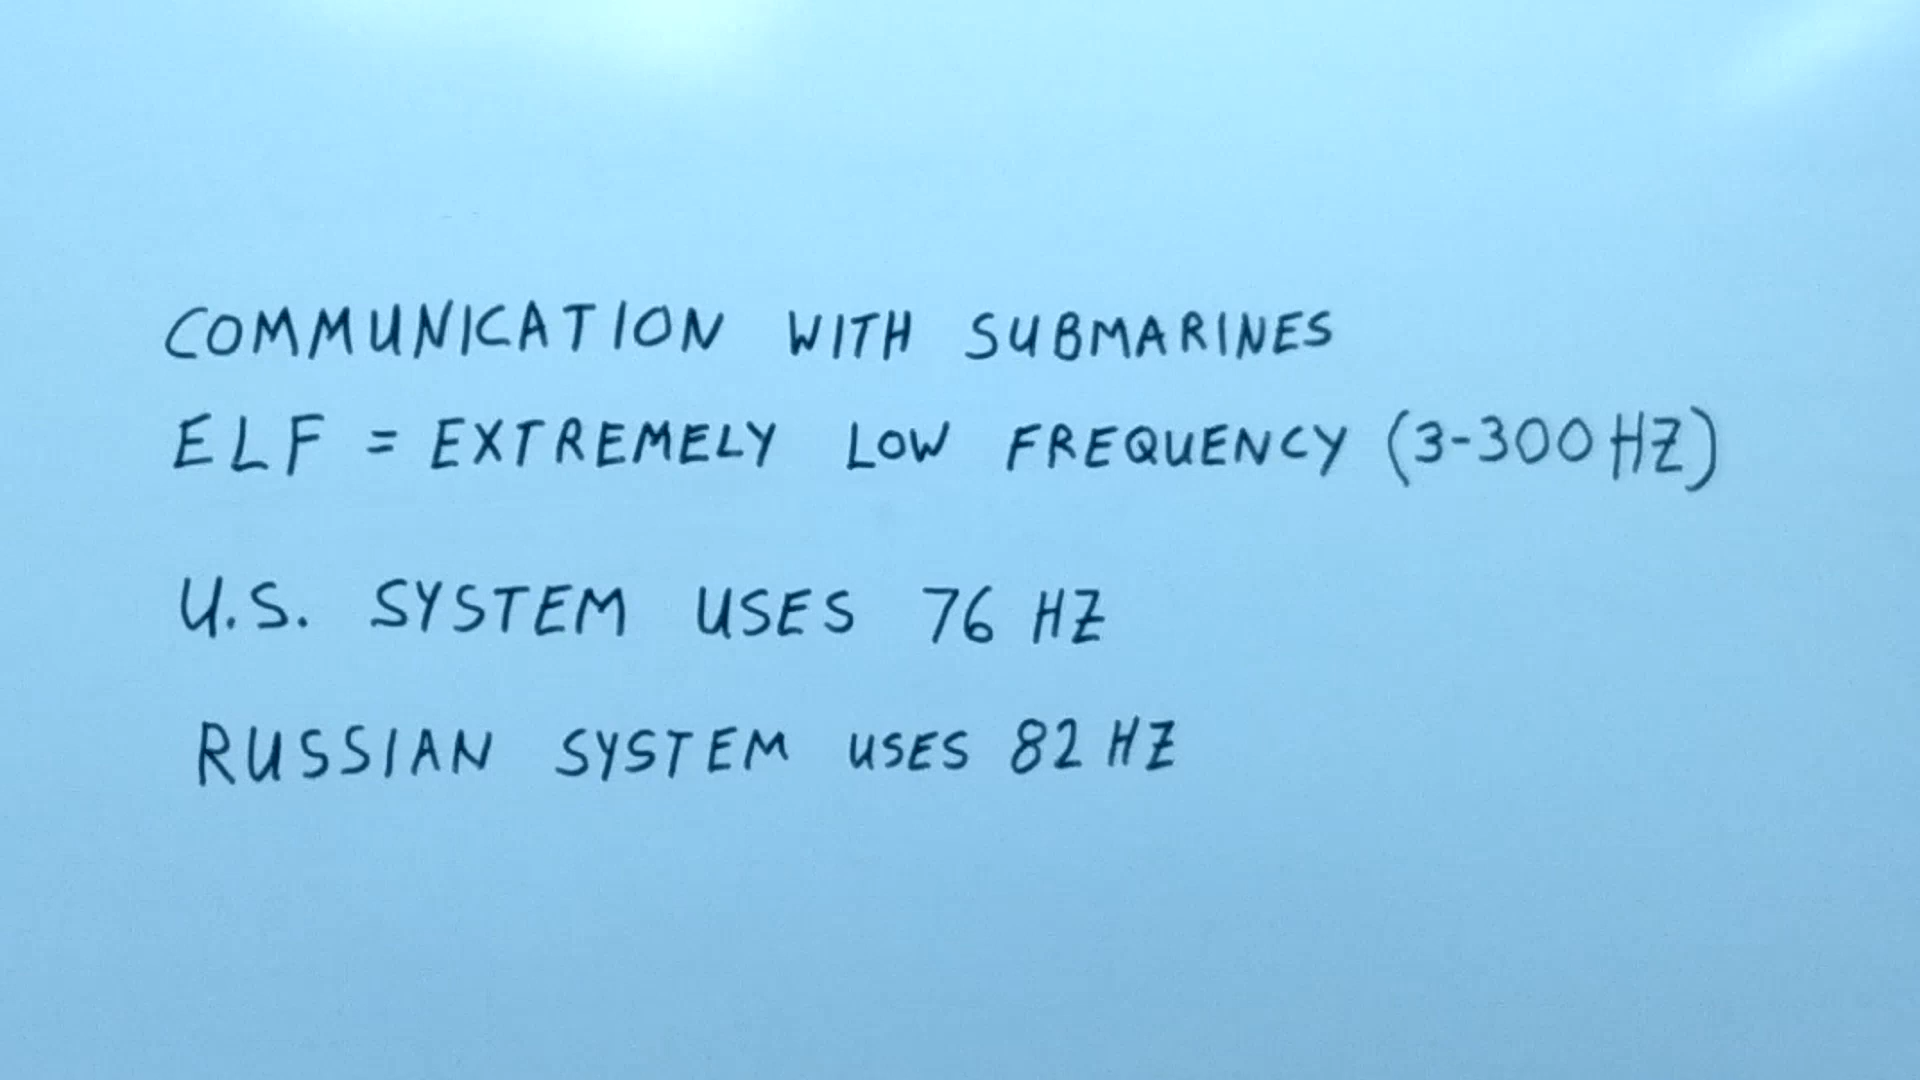 COMMUNICATION WITH SUBMARINES
ELF = EXTREMELY LOW FREQUENCY (3-300 HZ)
U.S. SYSTEM USES 76 HZ
RUSSIAN SYSTEM USES 82 HZ